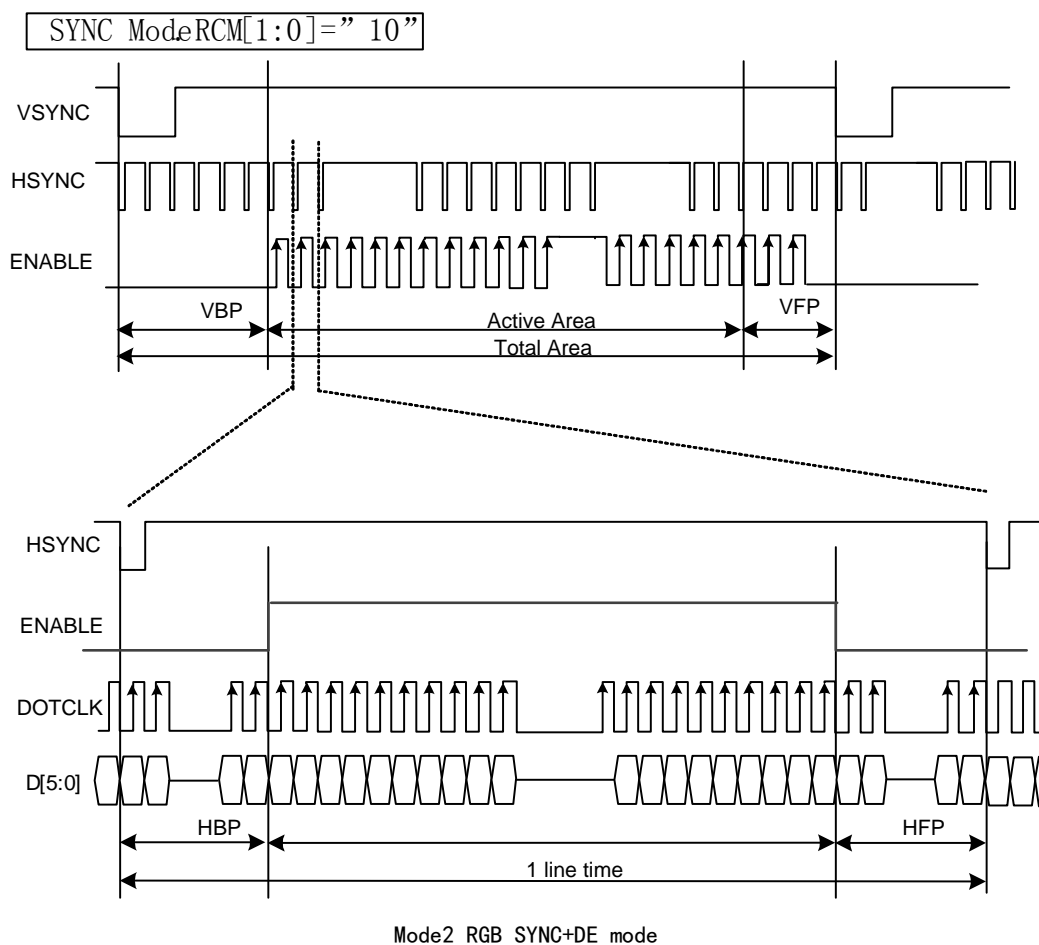 SYNC ModeRCM[1:0]=”10”
VSYNC
HSYNC
ENABLE
VBP
Active Area
VFP
Total Area
HSYNC
ENABLE
DOTCLK
D[5:0]
HBP
HFP
1 line time
Mode2 RGB SYNC+DE mode